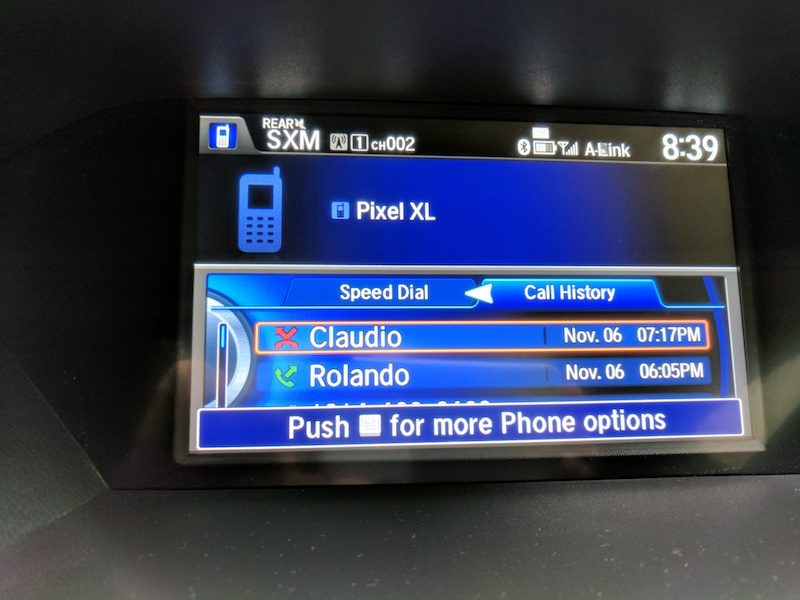 REAR
SXM 1 CH002 A-Link 8:39
Pixel XL
Speed Dial Call History
Claudio Nov. 06 07:17PM
Rolando Nov. 06 06:05PM
Push for more Phone options